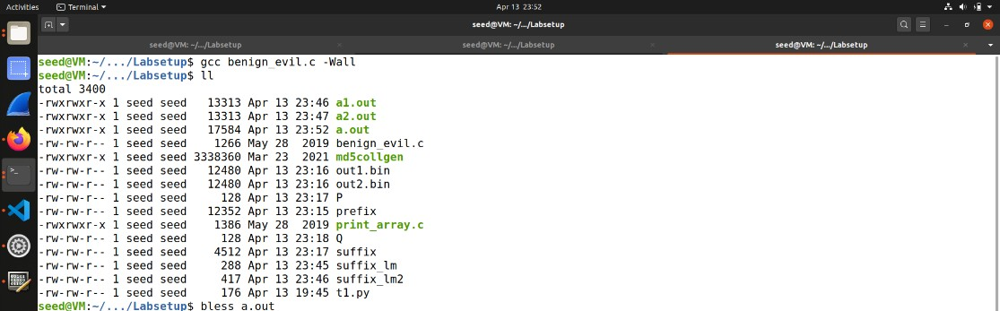 Activities Terminal Apr 13 23:52
seed@VM: ~/.../Labsetup
seed@VM: ~/.../Labsetup seed@VM: ~/.../Labsetup seed@VM: ~/.../Labsetup
seed@VM:~/.../Labsetup$ gcc benign_evil.c -Wall
seed@VM:~/.../Labsetup$ ll
total 3400
-rwxrwxr-x 1 seed seed   13313 Apr 13 23:46 a1.out
-rwxrwxr-x 1 seed seed   13313 Apr 13 23:47 a2.out
-rwxrwxr-x 1 seed seed   17584 Apr 13 23:52 a.out
-rw-rw-r-- 1 seed seed    1266 May 28  2019 benign_evil.c
-rwxrwxr-x 1 seed seed 3338360 Mar 23  2021 md5collgen
-rw-rw-r-- 1 seed seed   12480 Apr 13 23:16 out1.bin
-rw-rw-r-- 1 seed seed   12480 Apr 13 23:16 out2.bin
-rw-rw-r-- 1 seed seed     128 Apr 13 23:17 P
-rw-rw-r-- 1 seed seed   12352 Apr 13 23:15 prefix
-rwxrwxr-x 1 seed seed    1386 May 28  2019 print_array.c
-rw-rw-r-- 1 seed seed     128 Apr 13 23:18 Q
-rw-rw-r-- 1 seed seed    4512 Apr 13 23:17 suffix
-rw-rw-r-- 1 seed seed     288 Apr 13 23:45 suffix_lm
-rw-rw-r-- 1 seed seed     417 Apr 13 23:46 suffix_lm2
-rw-rw-r-- 1 seed seed     176 Apr 13 19:45 t1.py
seed@VM:~/.../Labsetup$ bless a.out